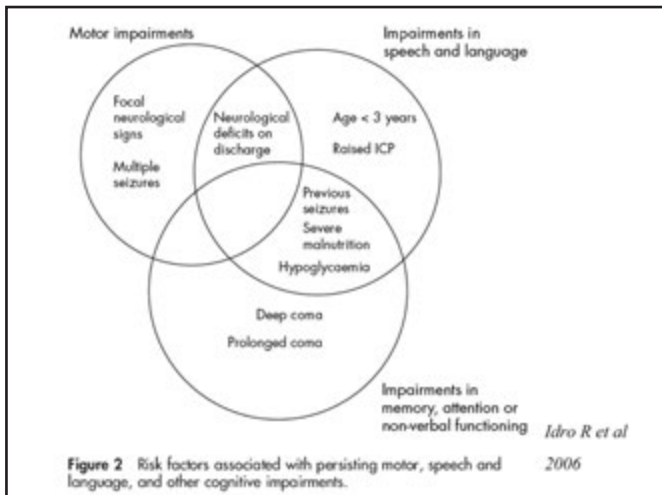 Motor impairments
Impairments in
speech and language
Focal
neurological
signs
Multiple
seizures
Neurological
deficits on
discharge
Age < 3 years
Raised ICP
Previous
seizures
Severe
malnutrition
Hypoglycaemia
Deep coma
Prolonged coma
Impairments in
memory, attention or
non-verbal functioning
Idro R et al
2006
Figure 2 Risk factors associated with persisting motor, speech and
language, and other cognitive impairments.